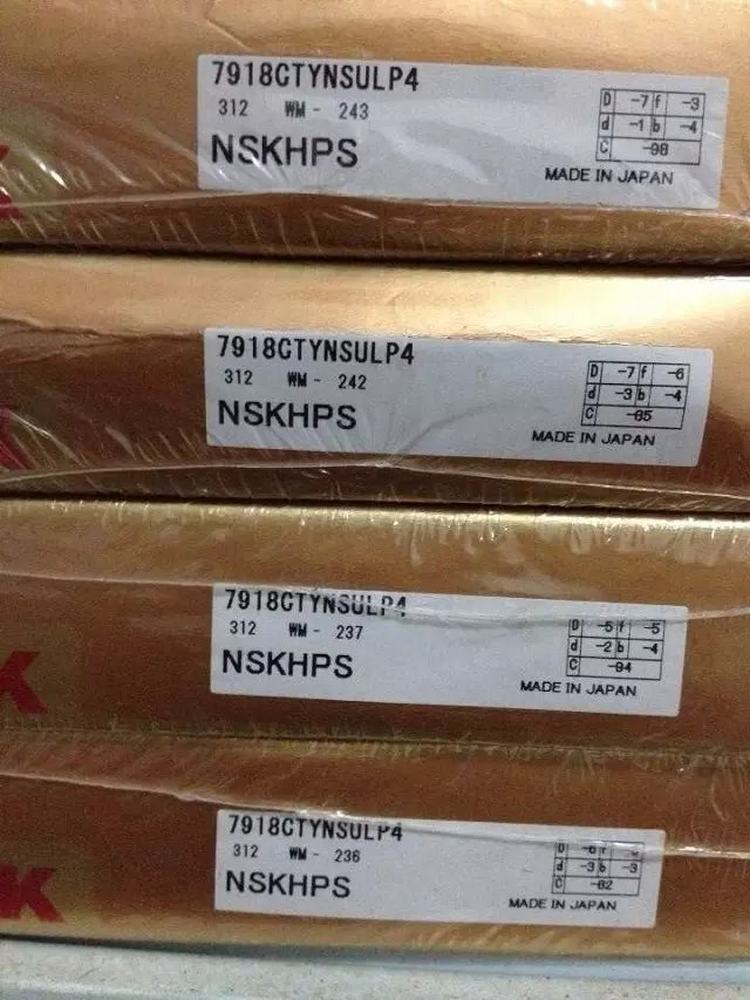 7918CTYNSULP4
312 WM - 243
NSKHPS
D -7 f -3
d -1 b -4
C -98
MADE IN JAPAN
7918CTYNSULP4
312 WM - 242
NSKHPS
D -7 f -6
d -3 b -4
C -85
MADE IN JAPAN
7918CTYNSULP4
312 WM - 237
NSKHPS
D -5 f -5
d -2 b -4
C -94
MADE IN JAPAN
K
7918CTYNSULP4
312 WM - 236
NSKHPS
D -6 f
d -3 b -3
C -82
MADE IN JAPAN
K